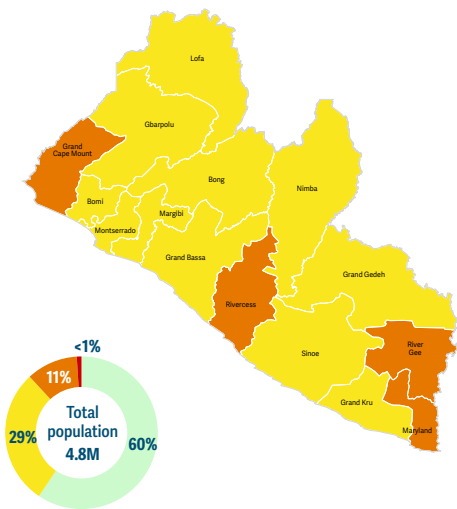 Lofa
Gbarpolu
Grand
Cape Mount
Bong
Nimba
Bomi
Margibi
Montserrado
Grand Bassa
Grand Gedeh
Rivercess
River
Gee
Sinoe
Grand Kru
Maryland
<1%
11%
29%
Total
population
4.8M
60%